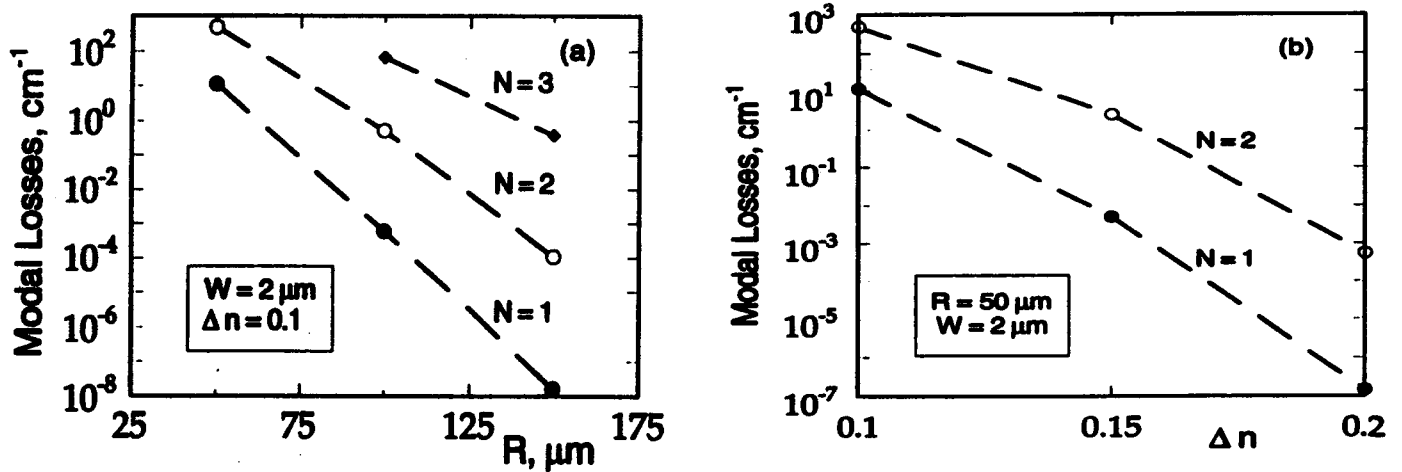 Modal Losses, cm⁻¹
10²
10⁰
10⁻²
10⁻⁴
10⁻⁶
10⁻⁸
(a)
N = 3
N = 2
N = 1
W = 2 μm
Δ n = 0.1
25
75
125
175
R, μm
Modal Losses, cm⁻¹
10³
10¹
10⁻¹
10⁻³
10⁻⁵
10⁻⁷
(b)
N = 2
N = 1
R = 50 μm
W = 2 μm
0.1
0.15
0.2
Δ n